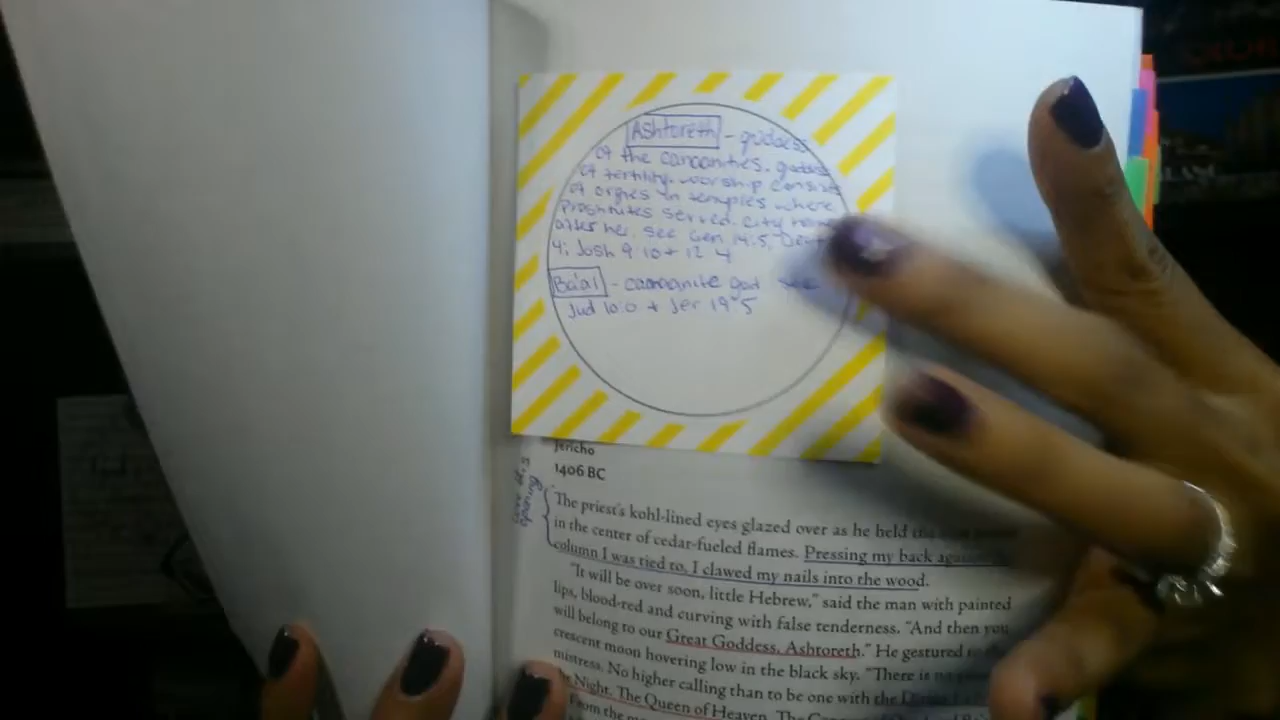 Ashtoreth - goddess
of the canaanities. goddess
of fertility. worship consists
of orgies in temples where
prostitutes served. City
after her. see Gen 14:5, Deut
4; Josh 9 10 + 12 4
Ba'al - canaanite god see
Jud 10:0 + Jer 19:5
Jericho
1406 BC
opening
The priest's kohl-lined eyes glazed over as he held
in the center of cedar-fueled flames. Pressing my back
column I was tied to, I clawed my nails into the wood.
"It will be over soon, little Hebrew," said the man with painted
lips, blood-red and curving with false tenderness. "And then you
will belong to our Great Goddess, Ashtoreth." He gestured
crescent moon hovering low in the black sky. "There is
mistress. No higher calling than to be one with the
Night. The Queen of Heaven. The
From the